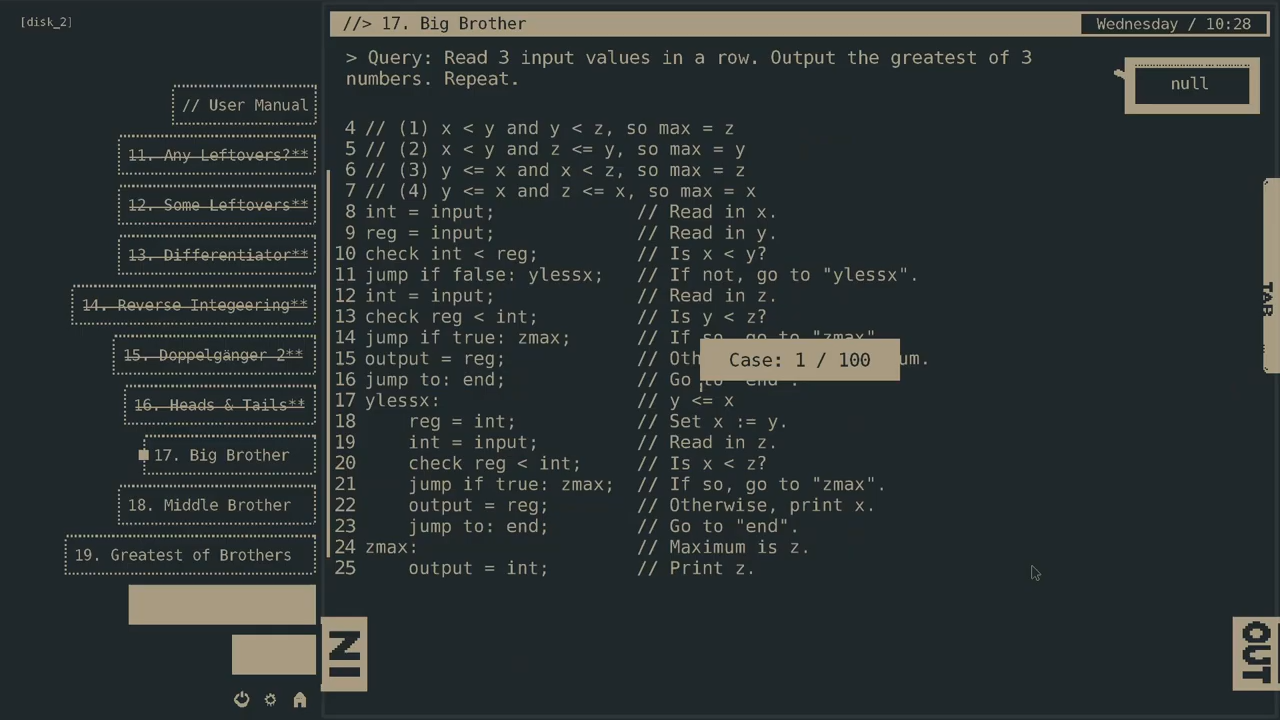 [disk_2]
//> 17. Big Brother
Wednesday / 10:28
> Query: Read 3 input values in a row. Output the greatest of 3
numbers. Repeat.
null
// User Manual
11. Any Leftovers?**
12. Some Leftovers**
13. Differentiator**
14. Reverse Integeering**
15. Doppelgänger 2**
16. Heads & Tails**
17. Big Brother
18. Middle Brother
19. Greatest of Brothers
4 // (1) x < y and y < z, so max = z
5 // (2) x < y and z <= y, so max = y
6 // (3) y <= x and x < z, so max = z
7 // (4) y <= x and z <= x, so max = x
8 int = input; // Read in x.
9 reg = input; // Read in y.
10 check int < reg; // Is x < y?
11 jump if false: ylessx; // If not, go to "ylessx".
12 int = input; // Read in z.
13 check reg < int; // Is y < z?
14 jump if true: zmax; // If so, go to "zmax".
15 output = reg; //
16 jump to: end; // Go to "end".
17 ylessx: // y <= x
18 reg = int; // Set x := y.
19 int = input; // Read in z.
20 check reg < int; // Is x < z?
21 jump if true: zmax; // If so, go to "zmax".
22 output = reg; // Otherwise, print x.
23 jump to: end; // Go to "end".
24 zmax: // Maximum is z.
25 output = int; // Print z.
Case: 1 / 100
TAB
IN
OUT